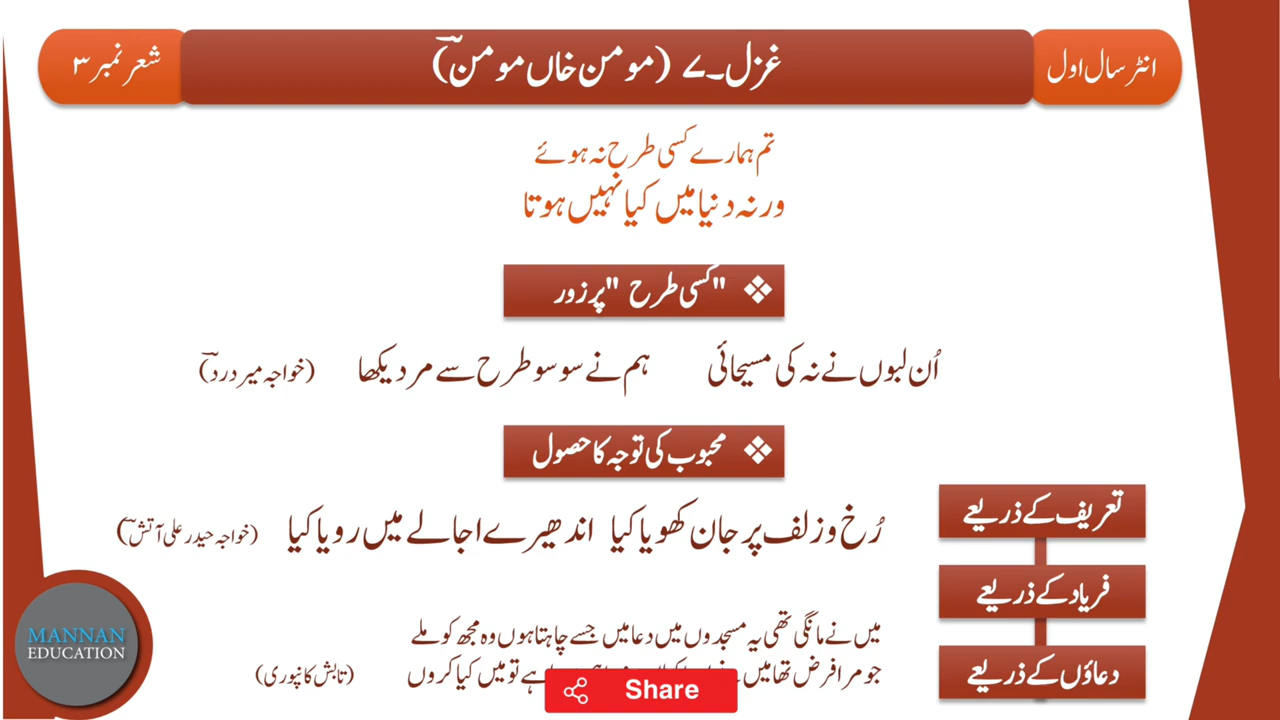 انٹر سال اول
غزل۔۷ (مومن خاں مومنؔ)
شعر نمبر ۳
تم ہمارے کسی طرح نہ ہوئے
ورنہ دنیا میں کیا نہیں ہوتا
❖ "کسی طرح" پر زور
اُن لبوں نے نہ کی مسیحائی ہم نے سو سو طرح سے مر دیکھا (خواجہ میر دردؔ)
❖ محبوب کی توجہ کا حصول
تعریف کے ذریعے
رُخ و زلف پر جان کھویا کیا اندھیرے اجالے میں رویا کیا (خواجہ حیدر علی آتشؔ)
فریاد کے ذریعے
میں نے مانگی تھی یہ مسجدوں میں دعا میں جسے چاہتا ہوں وہ مجھ کو ملے
دعاؤں کے ذریعے
جو مرا فرض تھا میں ہے تو میں کیا کروں (تابش کانپوری)
Share
MANNAN
EDUCATION